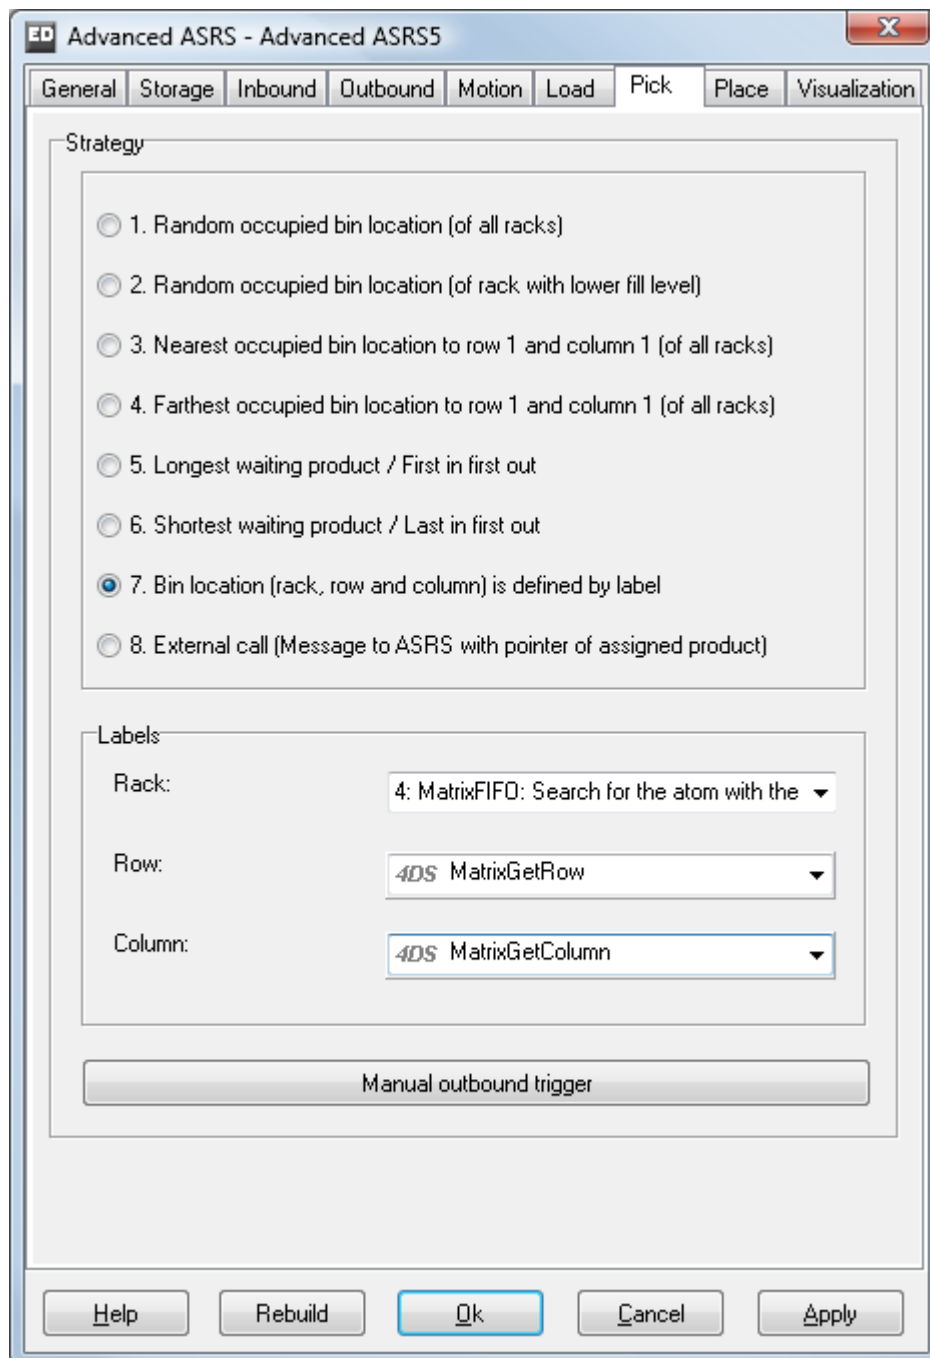 ED Advanced ASRS - Advanced ASRS5
General Storage Inbound Outbound Motion Load Pick Place Visualization
Strategy
1. Random occupied bin location (of all racks)
2. Random occupied bin location (of rack with lower fill level)
3. Nearest occupied bin location to row 1 and column 1 (of all racks)
4. Farthest occupied bin location to row 1 and column 1 (of all racks)
5. Longest waiting product / First in first out
6. Shortest waiting product / Last in first out
7. Bin location (rack, row and column) is defined by label
8. External call (Message to ASRS with pointer of assigned product)
Labels
Rack: 4: MatrixFIFO: Search for the atom with the
Row: 4DS MatrixGetRow
Column: 4DS MatrixGetColumn
Manual outbound trigger
Help Rebuild Ok Cancel Apply